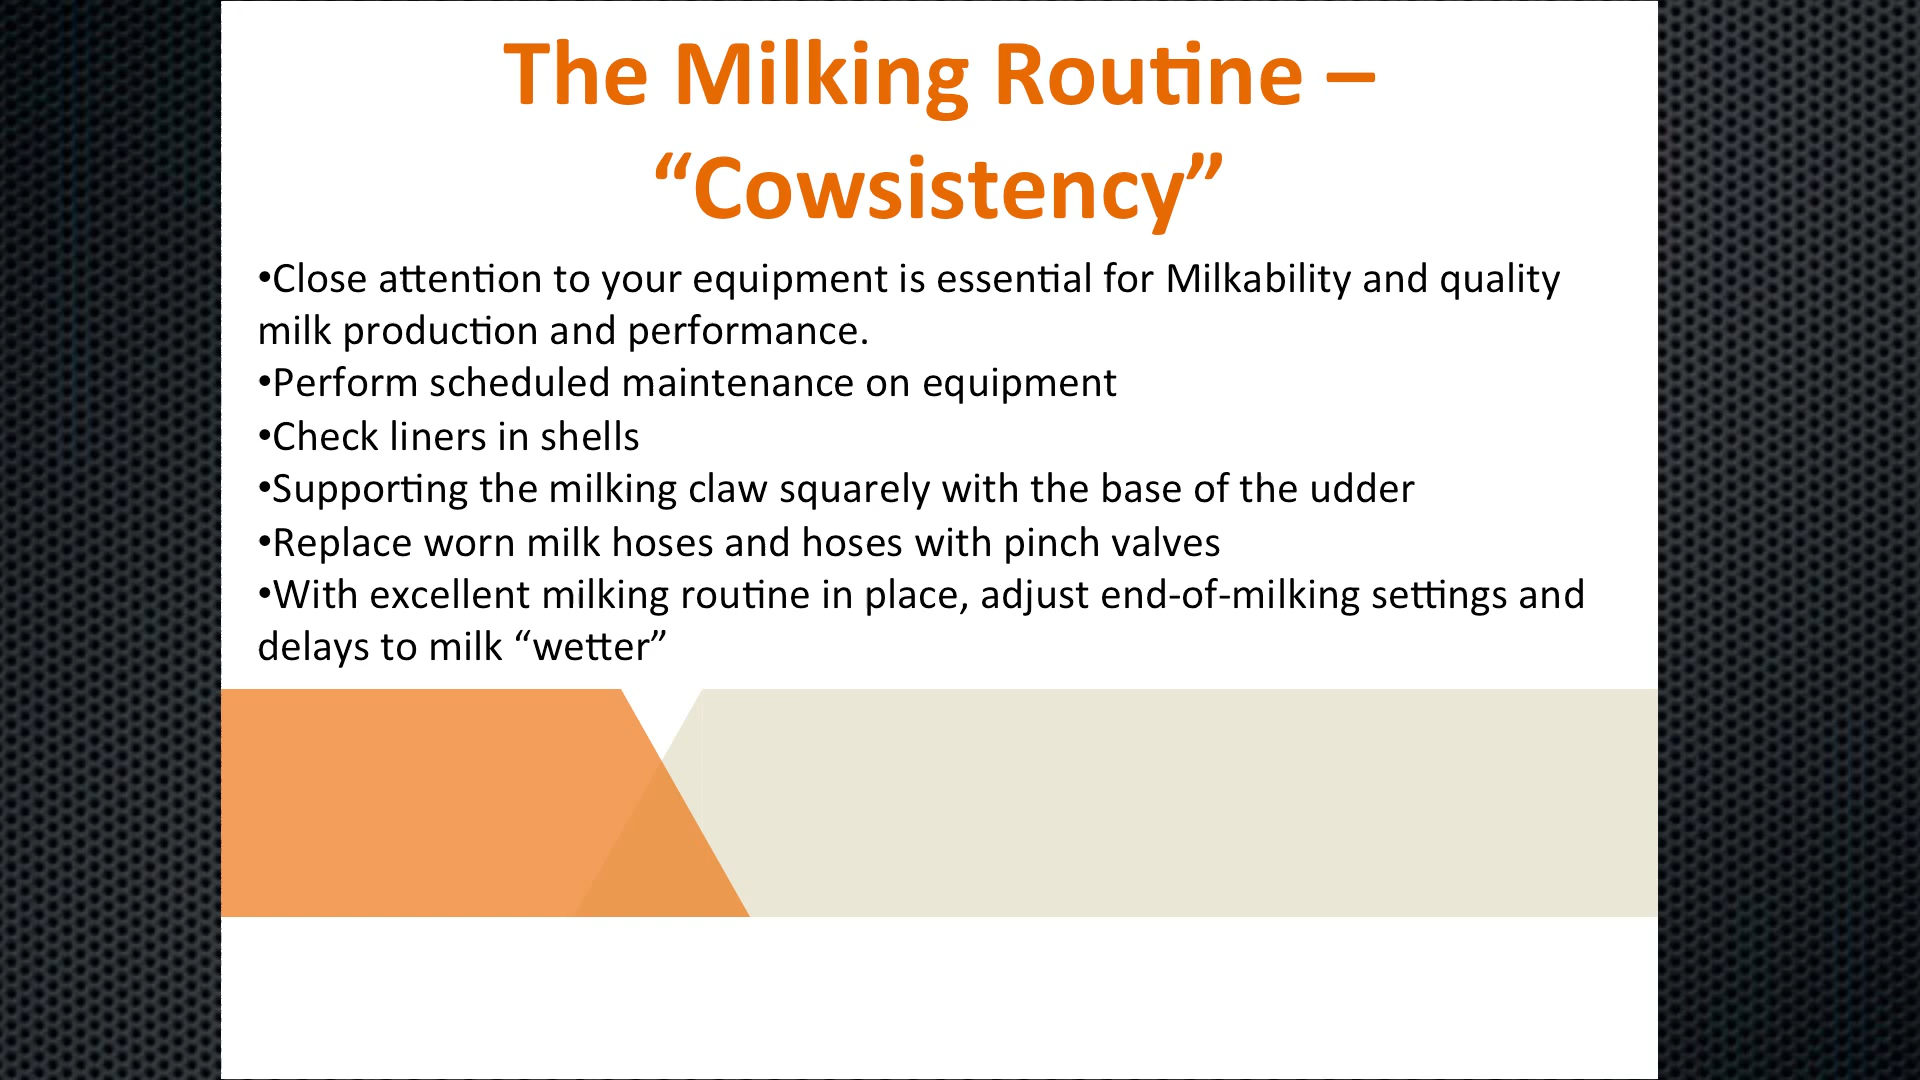 The Milking Routine –
“Cowsistency”
•Close attention to your equipment is essential for Milkability and quality
milk production and performance.
•Perform scheduled maintenance on equipment
•Check liners in shells
•Supporting the milking claw squarely with the base of the udder
•Replace worn milk hoses and hoses with pinch valves
•With excellent milking routine in place, adjust end-of-milking settings and
delays to milk “wetter”